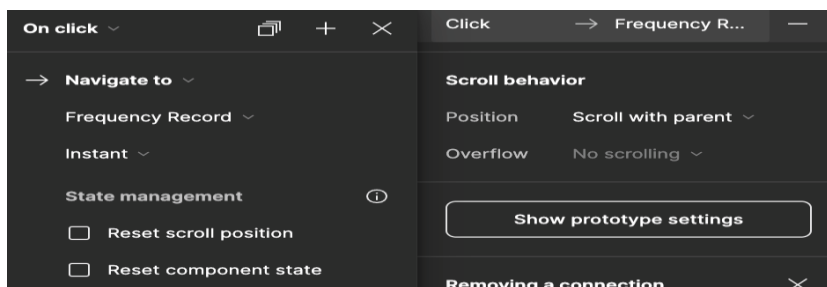 On click
Navigate to
Frequency Record
Instant
State management
Reset scroll position
Reset component state
Click → Frequency R...
Scroll behavior
Position Scroll with parent
Overflow No scrolling
Show prototype settings
Removing a connection